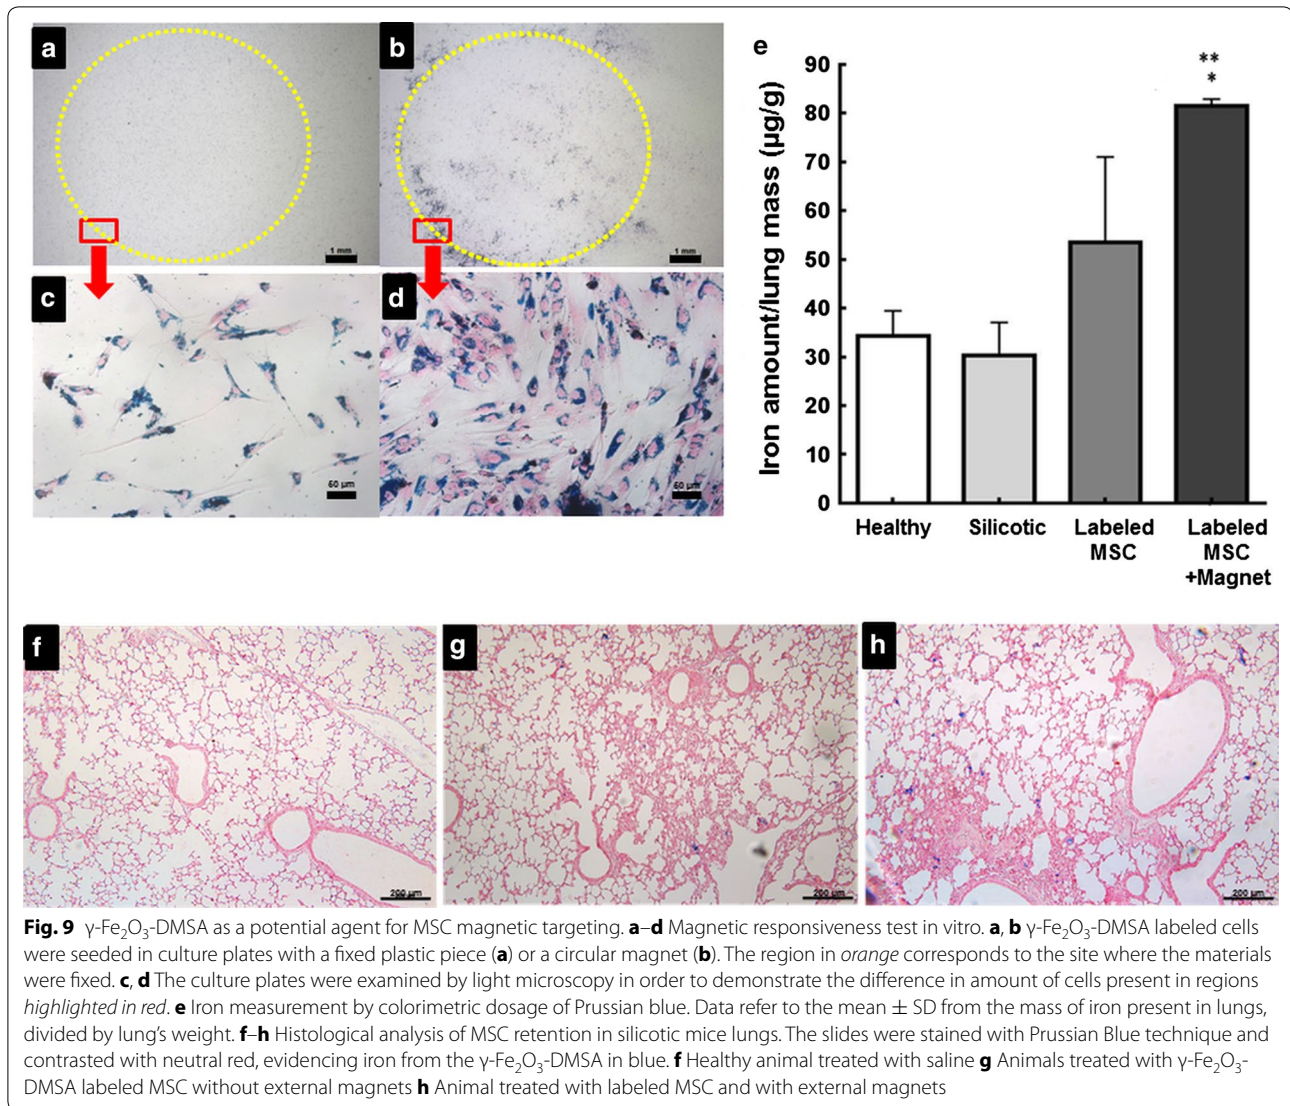 a
b
1 mm
1 mm
c
d
50 µm
50 µm
e
Iron amount/lung mass (µg/g)
90
80
70
60
50
40
30
20
10
0
**
*
Healthy
Silicotic
Labeled
MSC
Labeled
MSC
+Magnet
f
g
h
200 µm
200 µm
200 µm
Fig. 9 γ-Fe₂O₃-DMSA as a potential agent for MSC magnetic targeting. a–d Magnetic responsiveness test in vitro. a, b γ-Fe₂O₃-DMSA labeled cells
were seeded in culture plates with a fixed plastic piece (a) or a circular magnet (b). The region in orange corresponds to the site where the materials
were fixed. c, d The culture plates were examined by light microscopy in order to demonstrate the difference in amount of cells present in regions
highlighted in red. e Iron measurement by colorimetric dosage of Prussian blue. Data refer to the mean ± SD from the mass of iron present in lungs,
divided by lung's weight. f–h Histological analysis of MSC retention in silicotic mice lungs. The slides were stained with Prussian Blue technique and
contrasted with neutral red, evidencing iron from the γ-Fe₂O₃-DMSA in blue. f Healthy animal treated with saline g Animals treated with γ-Fe₂O₃-
DMSA labeled MSC without external magnets h Animal treated with labeled MSC and with external magnets